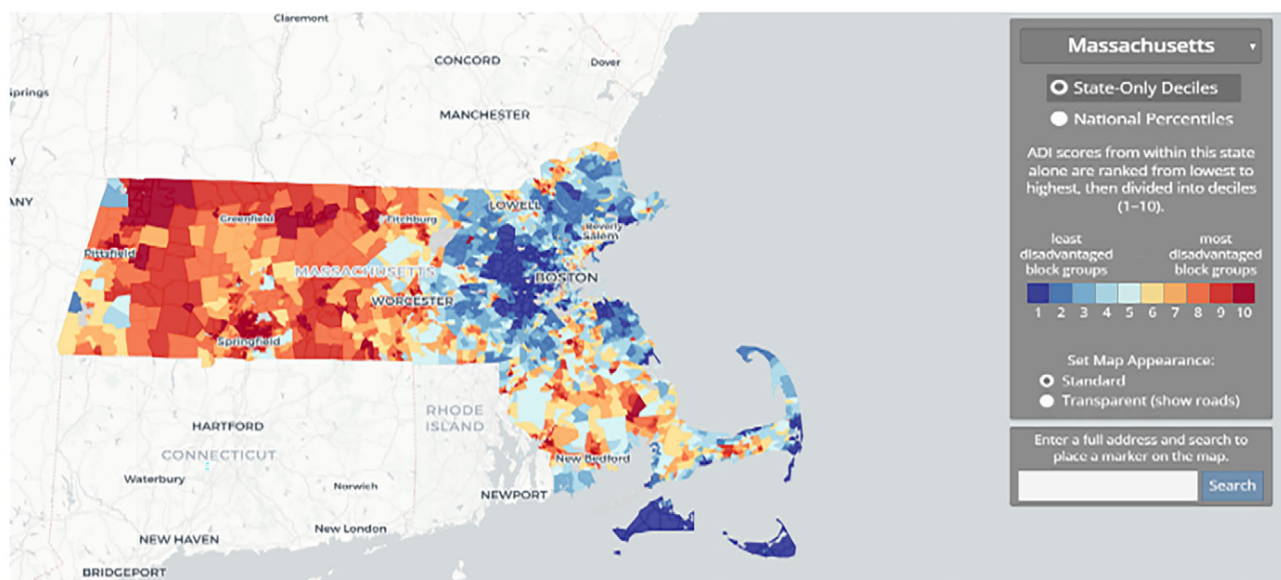 Claremont
CONCORD
Dover
Springs
MANCHESTER
ANY
LOWELL
Greenfield
Fitchburg
Beverly
Salem
Pittsfield
MASSACHUSETTS
BOSTON
WORCESTER
Springfield
RHODE
ISLAND
HARTFORD
CONNECTICUT
New Bedford
Waterbury
Norwich
NEWPORT
New London
NEW HAVEN
BRIDGEPORT
Massachusetts
State-Only Deciles
National Percentiles
ADI scores from within this state
alone are ranked from lowest to
highest, then divided into deciles
(1–10).
least
disadvantaged
block groups
most
disadvantaged
block groups
1 2 3 4 5 6 7 8 9 10
Set Map Appearance:
Standard
Transparent (show roads)
Enter a full address and search to
place a marker on the map.
Search